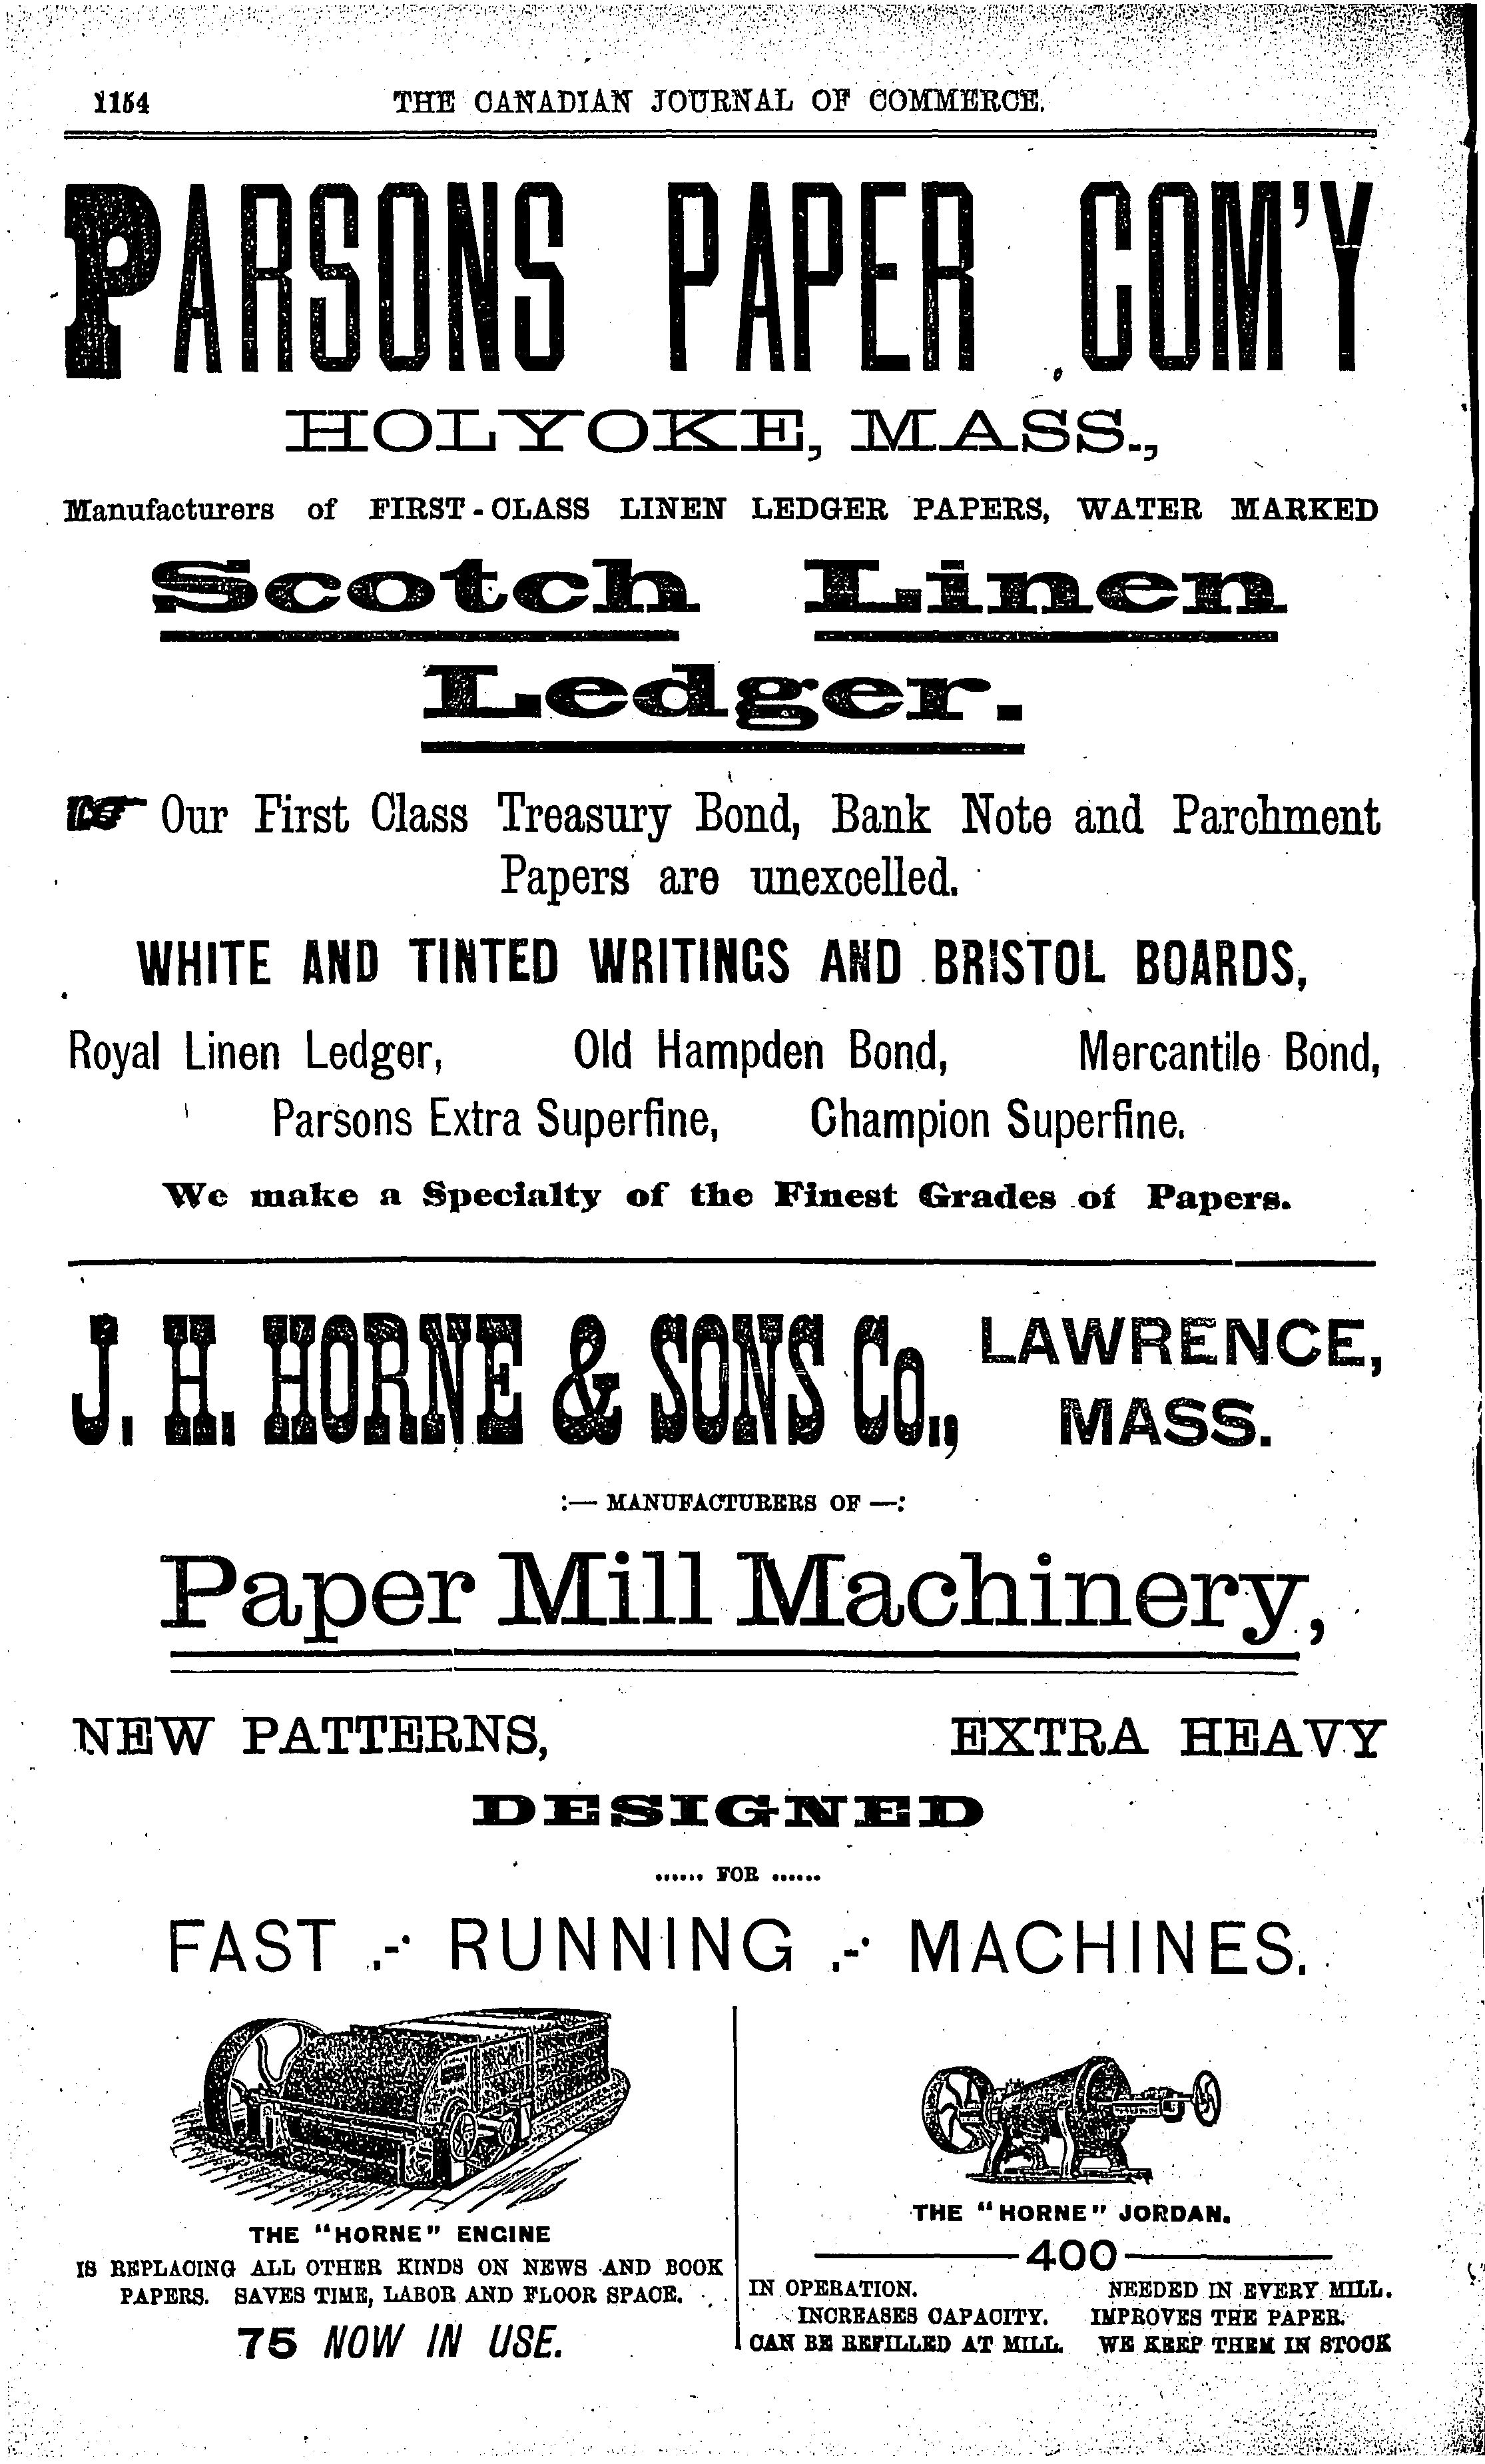 1154 THE CANADIAN JOURNAL OF COMMERCE.
PARSONS PAPER COM'Y
HOLYOKE, MASS.,
Manufacturers of FIRST-CLASS LINEN LEDGER PAPERS, WATER MARKED
Scotch Linen
Ledger.
☞ Our First Class Treasury Bond, Bank Note and Parchment
Papers are unexcelled.
WHITE AND TINTED WRITINGS AND BRISTOL BOARDS,
Royal Linen Ledger, Old Hampden Bond, Mercantile Bond,
Parsons Extra Superfine, Champion Superfine.
We make a Specialty of the Finest Grades of Papers.
J. H. HORNE & SONS Co., LAWRENCE,
MASS.
:— MANUFACTURERS OF —:
Paper Mill Machinery,
NEW PATTERNS, EXTRA HEAVY
DESIGNED
...... FOR ......
FAST .-· RUNNING .-· MACHINES.
THE "HORNE" ENGINE
IS REPLACING ALL OTHER KINDS ON NEWS AND BOOK
PAPERS. SAVES TIME, LABOR AND FLOOR SPACE.
75 NOW IN USE.
THE "HORNE" JORDAN.
400
IN OPERATION. NEEDED IN EVERY MILL.
INCREASES CAPACITY. IMPROVES THE PAPER.
CAN BE REFILLED AT MILL. WE KEEP THEM IN STOCK